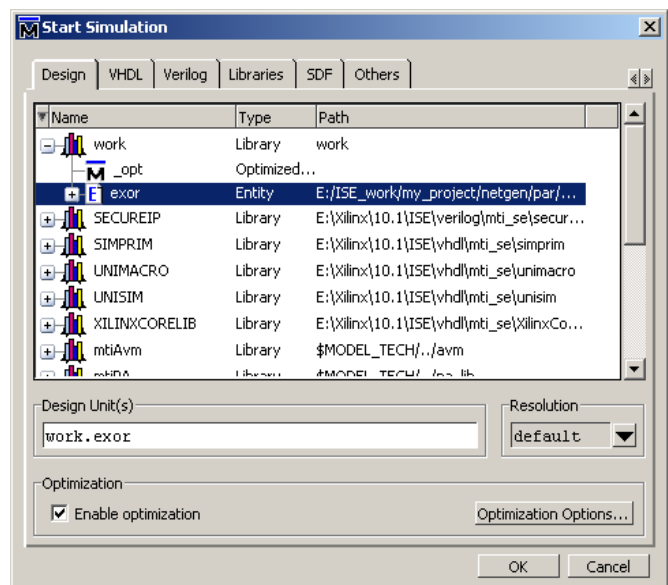 Start Simulation
Design VHDL Verilog Libraries SDF Others
Name Type Path
work Library work
_opt Optimized...
exor Entity E:/ISE_work/my_project/netgen/par/...
SECUREIP Library E:\Xilinx\10.1\ISE\verilog\mti_se\secur...
SIMPRIM Library E:\Xilinx\10.1\ISE\vhdl\mti_se\simprim
UNIMACRO Library E:\Xilinx\10.1\ISE\vhdl\mti_se\unimacro
UNISIM Library E:\Xilinx\10.1\ISE\vhdl\mti_se\unisim
XILINXCORELIB Library E:\Xilinx\10.1\ISE\vhdl\mti_se\XilinxCo...
mtiAvm Library $MODEL_TECH/../avm
mtiPA Library $MODEL_TECH/../pa_lib
Design Unit(s) Resolution
work.exor default
Optimization
Enable optimization Optimization Options...
OK Cancel